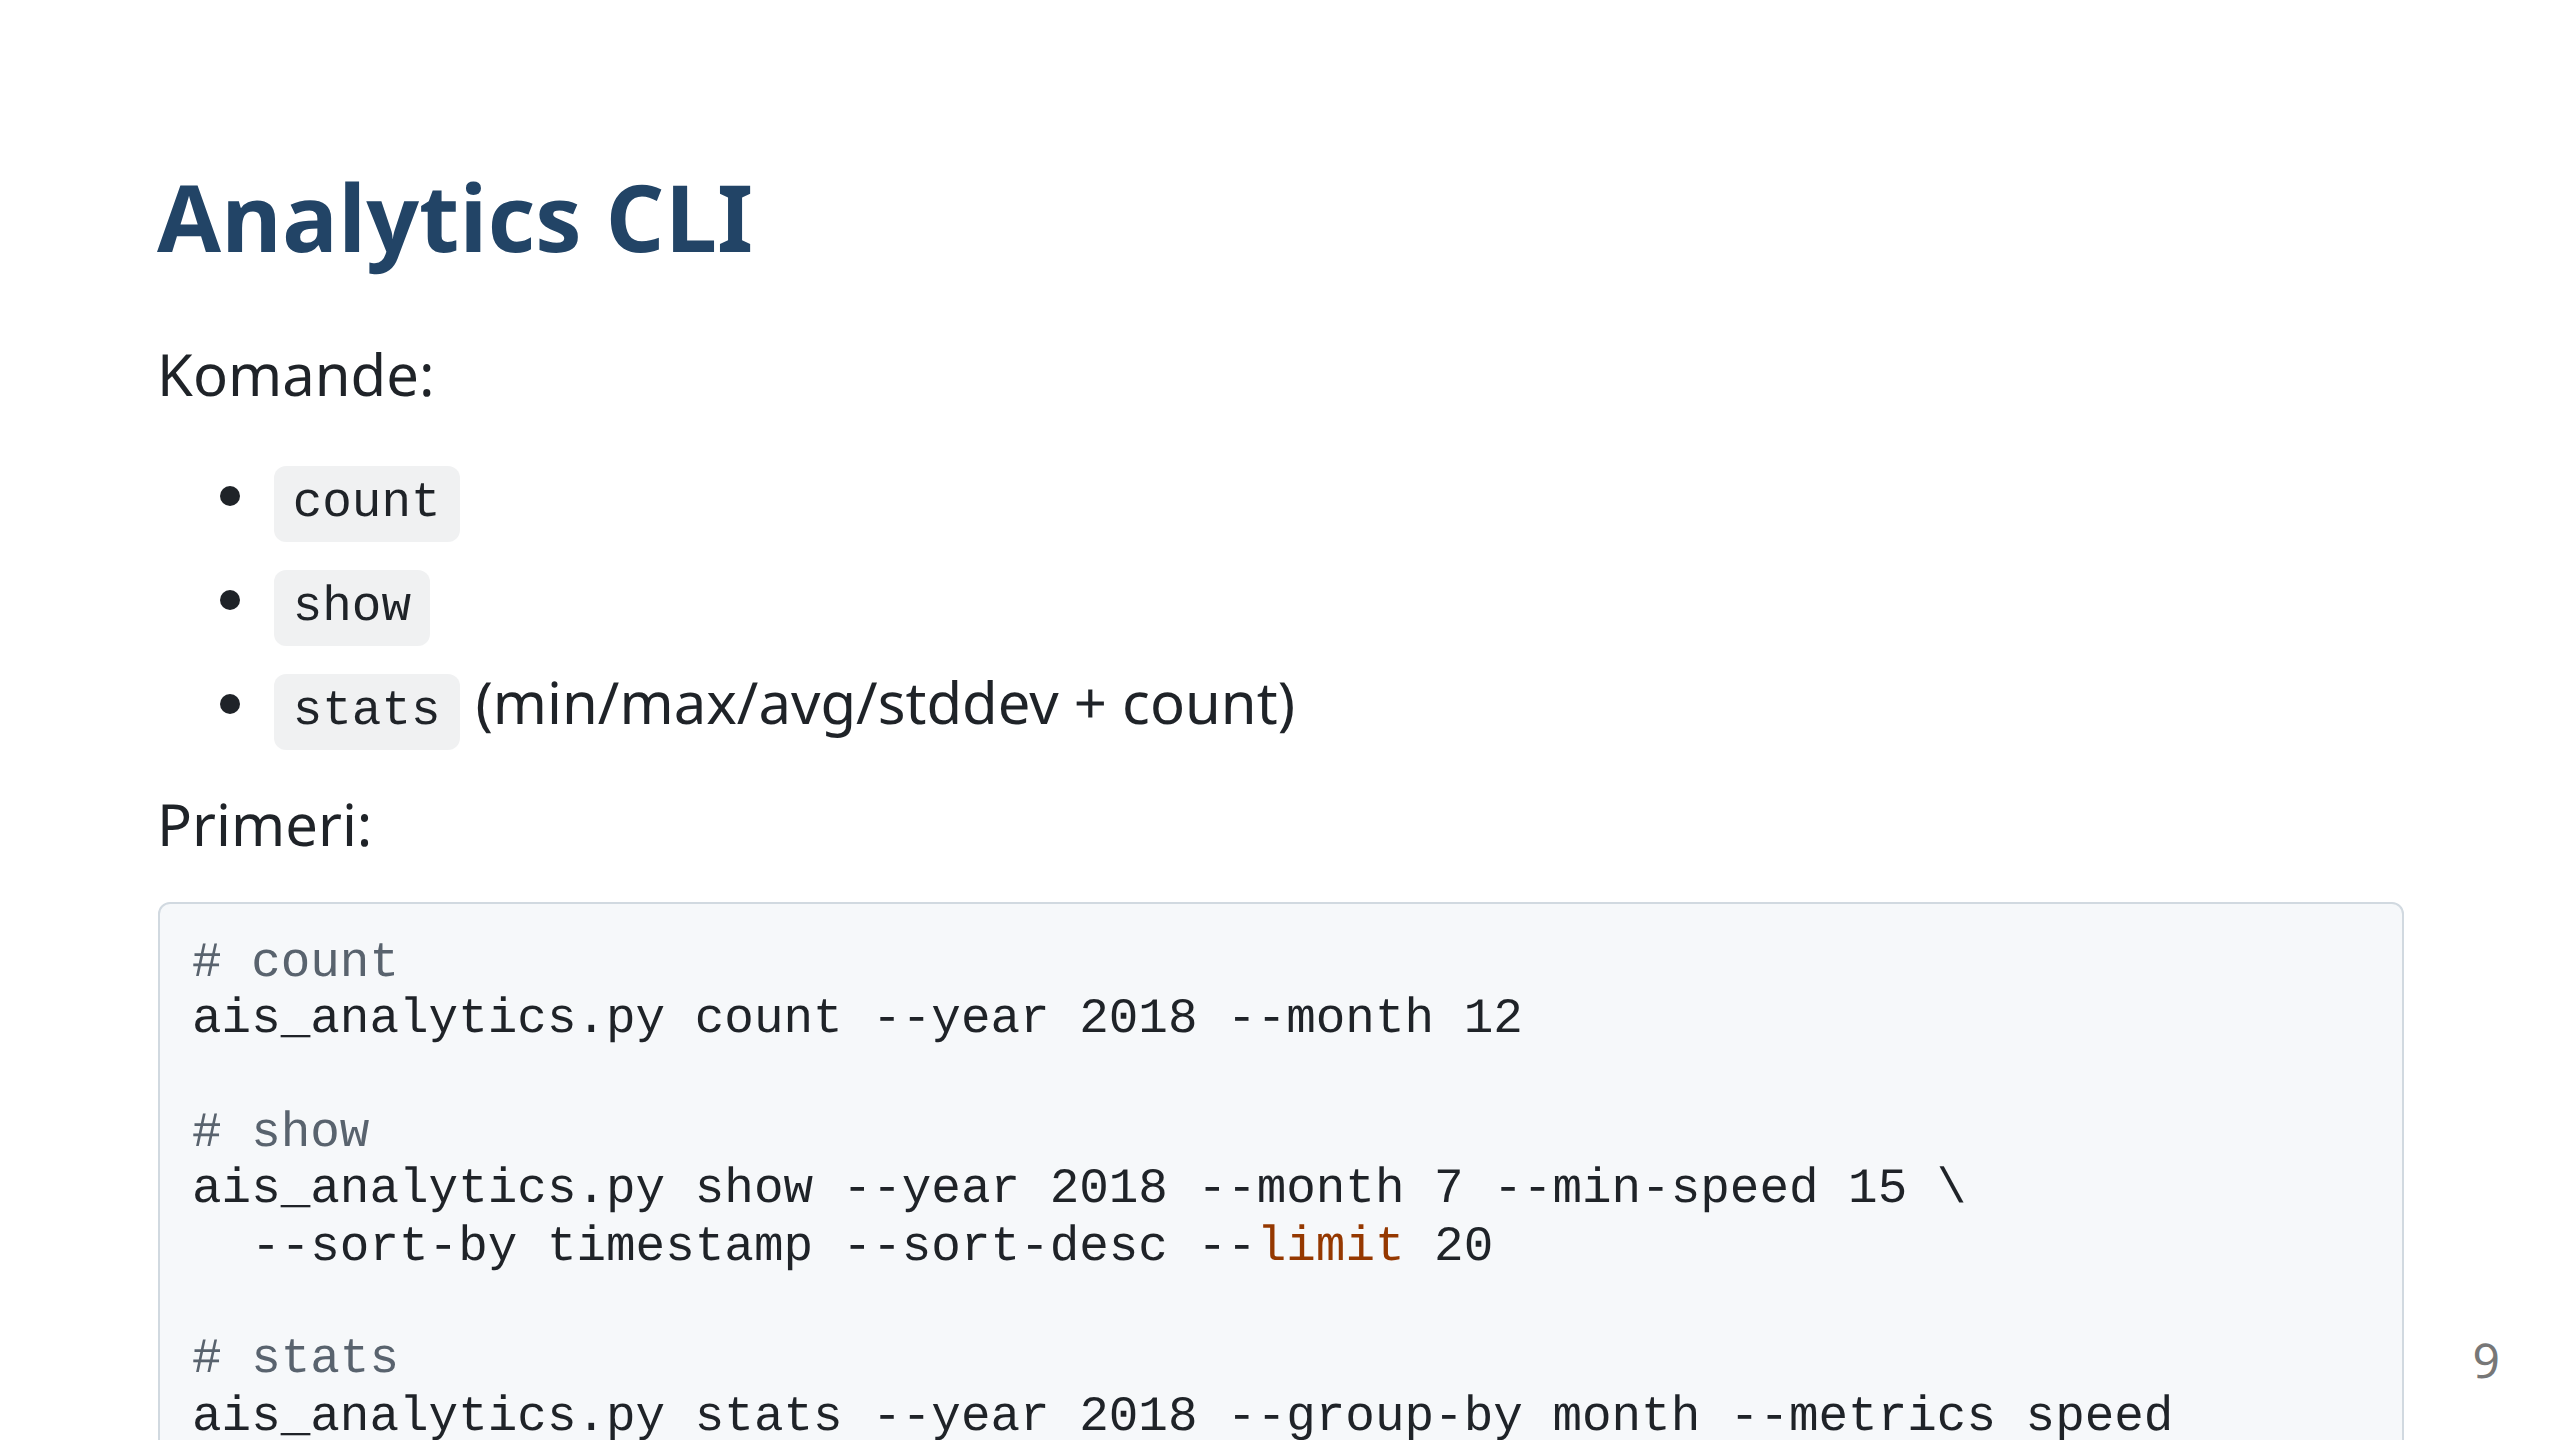 Analytics CLI
Komande:
count
show
stats (min/max/avg/stddev + count)
Primeri:
# count
ais_analytics.py count --year 2018 --month 12
# show
ais_analytics.py show --year 2018 --month 7 --min-speed 15 \
--sort-by timestamp --sort-desc --limit 20
# stats
ais_analytics.py stats --year 2018 --group-by month --metrics speed
9